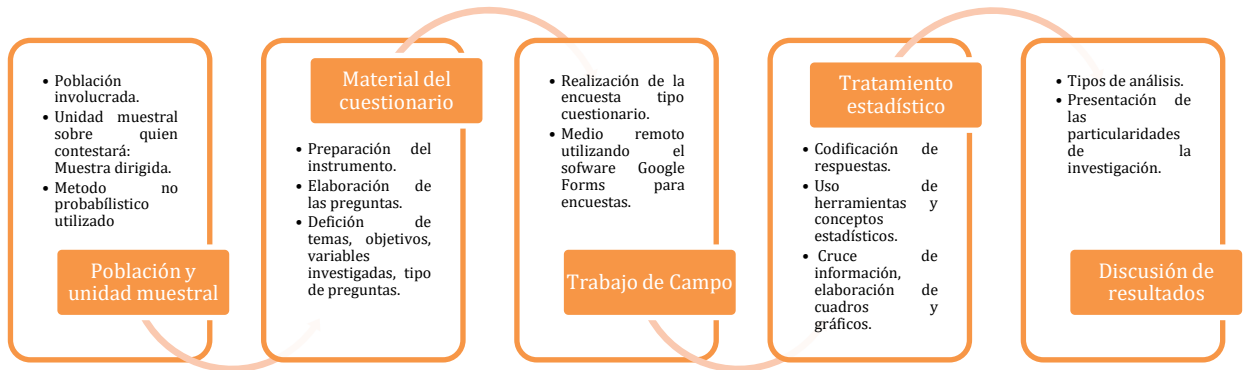 • Población
involucrada.
• Unidad muestral
sobre quien
contestará:
Muestra dirigida.
• Metodo no
probabílistico
utilizado
Población y
unidad muestral
Material del
cuestionario
• Preparación del
instrumento.
• Elaboración de
las preguntas.
• Defición de
temas, objetivos,
variables
investigadas, tipo
de preguntas.
• Realización de la
encuesta tipo
cuestionario.
• Medio remoto
utilizando el
sofware Google
Forms para
encuestas.
Trabajo de Campo
Tratamiento
estadístico
• Codificación de
respuestas.
• Uso de
herramientas y
conceptos
estadísticos.
• Cruce de
información,
elaboración de
cuadros y
gráficos.
• Tipos de análisis.
• Presentación de
las
particularidades
de la
investigación.
Discusión de
resultados